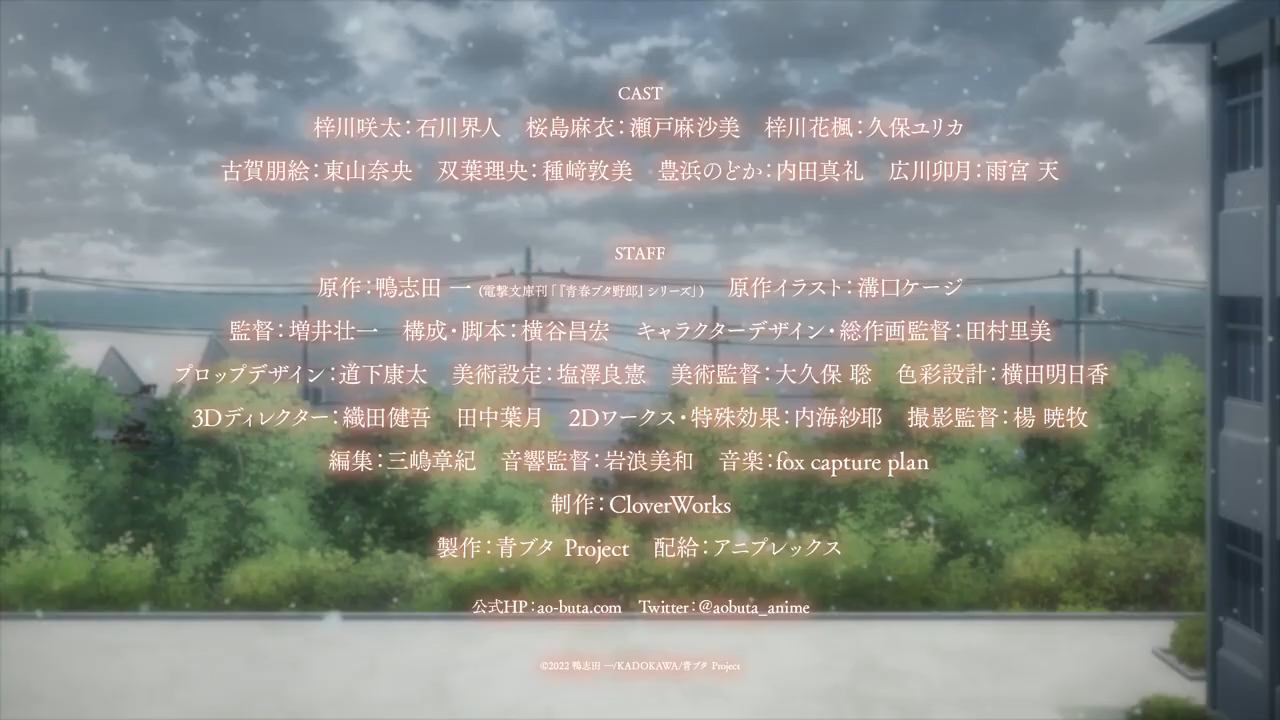 CAST
梓川咲太：石川界人　桜島麻衣：瀬戸麻沙美　梓川花楓：久保ユリカ
古賀朋絵：東山奈央　双葉理央：種﨑敦美　豊浜のどか：内田真礼　広川卯月：雨宮 天
STAFF
原作：鴨志田 一（電撃文庫刊「『青春ブタ野郎』シリーズ」）　原作イラスト：溝口ケージ
監督：増井壮一　構成・脚本：横谷昌宏　キャラクターデザイン・総作画監督：田村里美
プロップデザイン：道下康太　美術設定：塩澤良憲　美術監督：大久保 聡　色彩設計：横田明日香
3Dディレクター：織田健吾　田中葉月　2Dワークス・特殊効果：内海紗耶　撮影監督：楊 暁牧
編集：三嶋章紀　音響監督：岩浪美和　音楽：fox capture plan
制作：CloverWorks
製作：青ブタ Project　配給：アニプレックス
公式HP：ao-buta.com　Twitter：@aobuta_anime
©2022 鴨志田 一/KADOKAWA/青ブタ Project